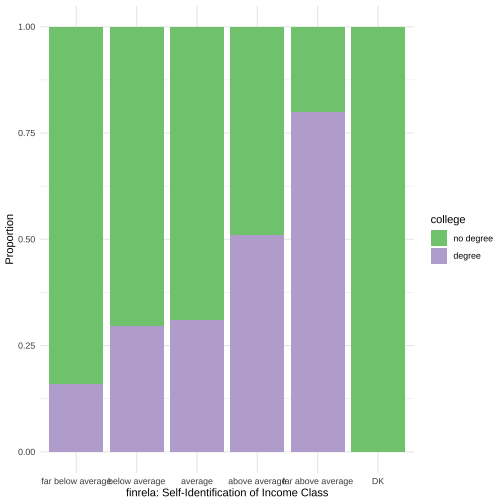 1.00
0.75
0.50
0.25
0.00
Proportion
far below average
below average
average
above average
far above average
DK
finrela: Self-Identification of Income Class
college
no degree
degree